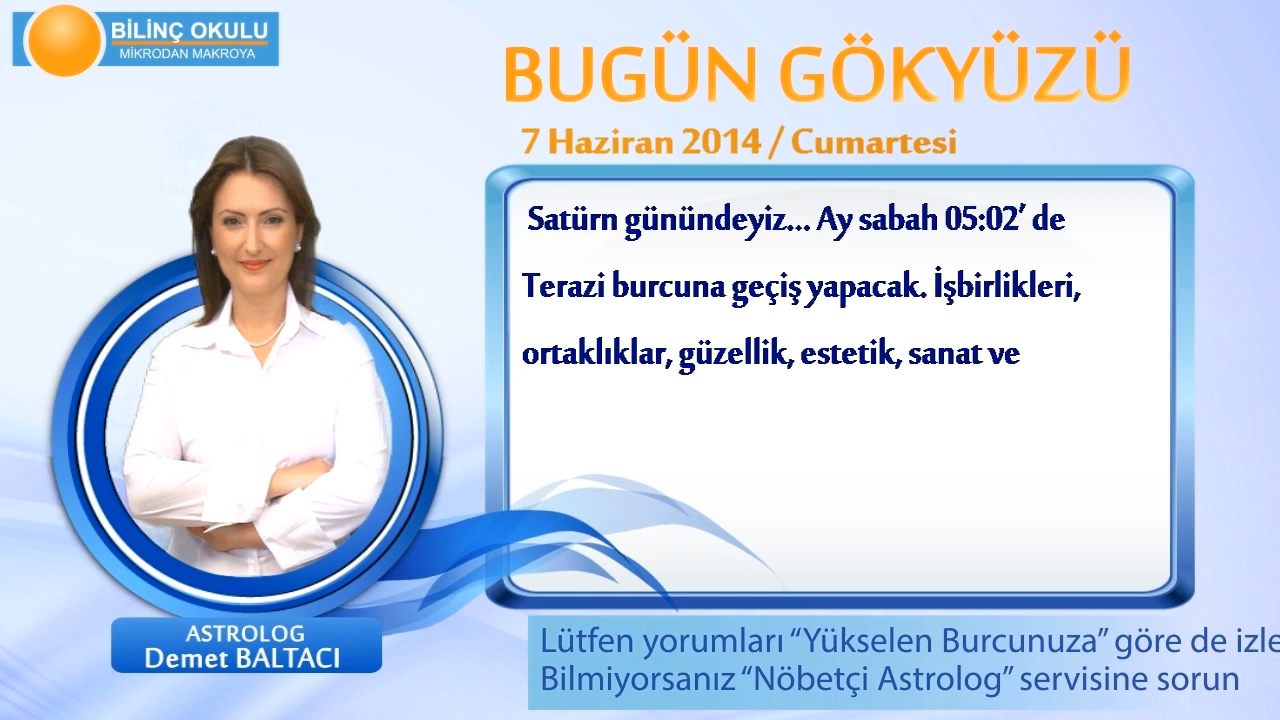 BİLİNÇ OKULU
MİKRODAN MAKROYA
BUGÜN GÖKYÜZÜ
7 Haziran 2014 / Cumartesi
Satürn günündeyiz... Ay sabah 05:02' de
Terazi burcuna geçiş yapacak. İşbirlikleri,
ortaklıklar, güzellik, estetik, sanat ve
ASTROLOG
Demet BALTACI
Lütfen yorumları “Yükselen Burcunuza” göre de izle
Bilmiyorsanız “Nöbetçi Astrolog” servisine sorun